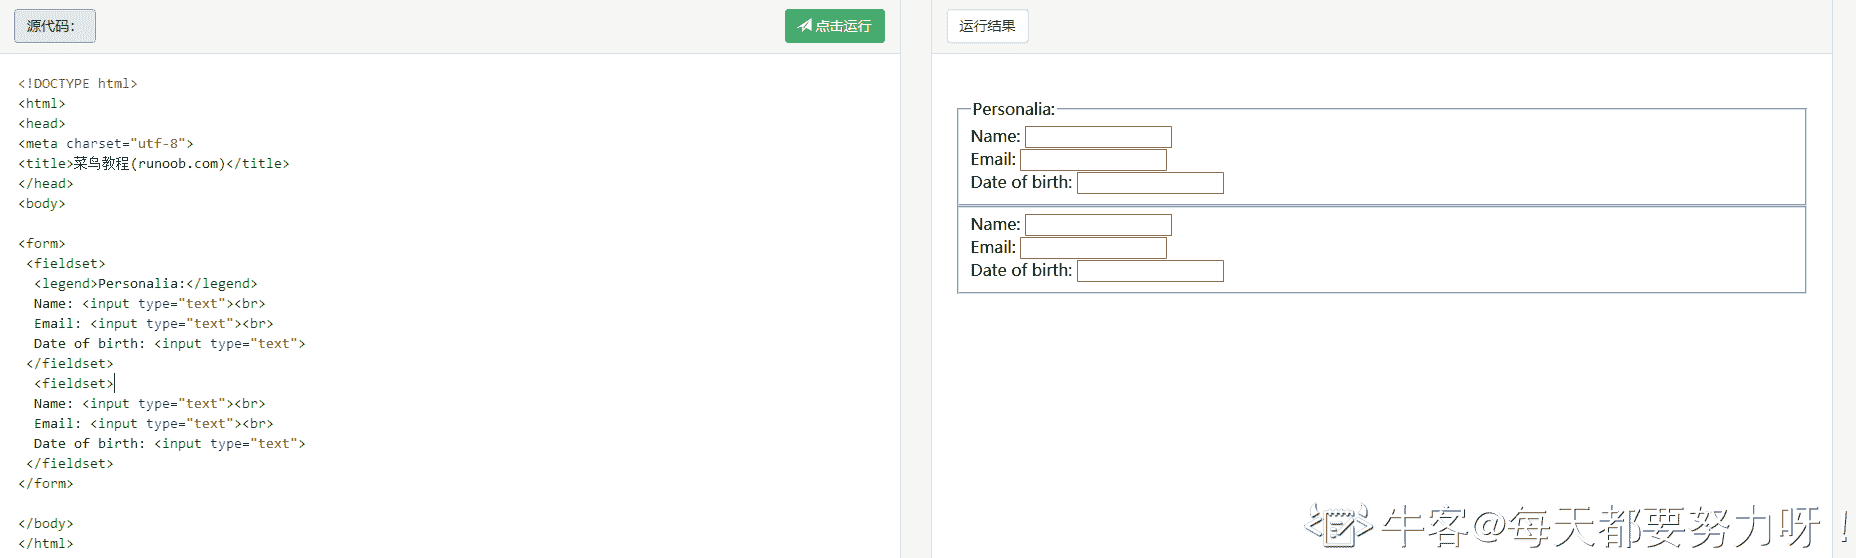 源代码：
点击运行
<!DOCTYPE html>
<html>
<head>
<meta charset="utf-8">
<title>菜鸟教程(runoob.com)</title>
</head>
<body>
<form>
<fieldset>
<legend>Personalia:</legend>
Name: <input type="text"><br>
Email: <input type="text"><br>
Date of birth: <input type="text">
</fieldset>
<fieldset>
Name: <input type="text"><br>
Email: <input type="text"><br>
Date of birth: <input type="text">
</fieldset>
</form>
</body>
</html>
运行结果
Personalia:
Name:
Email:
Date of birth:
Name:
Email:
Date of birth:
牛客@每天都要努力呀！